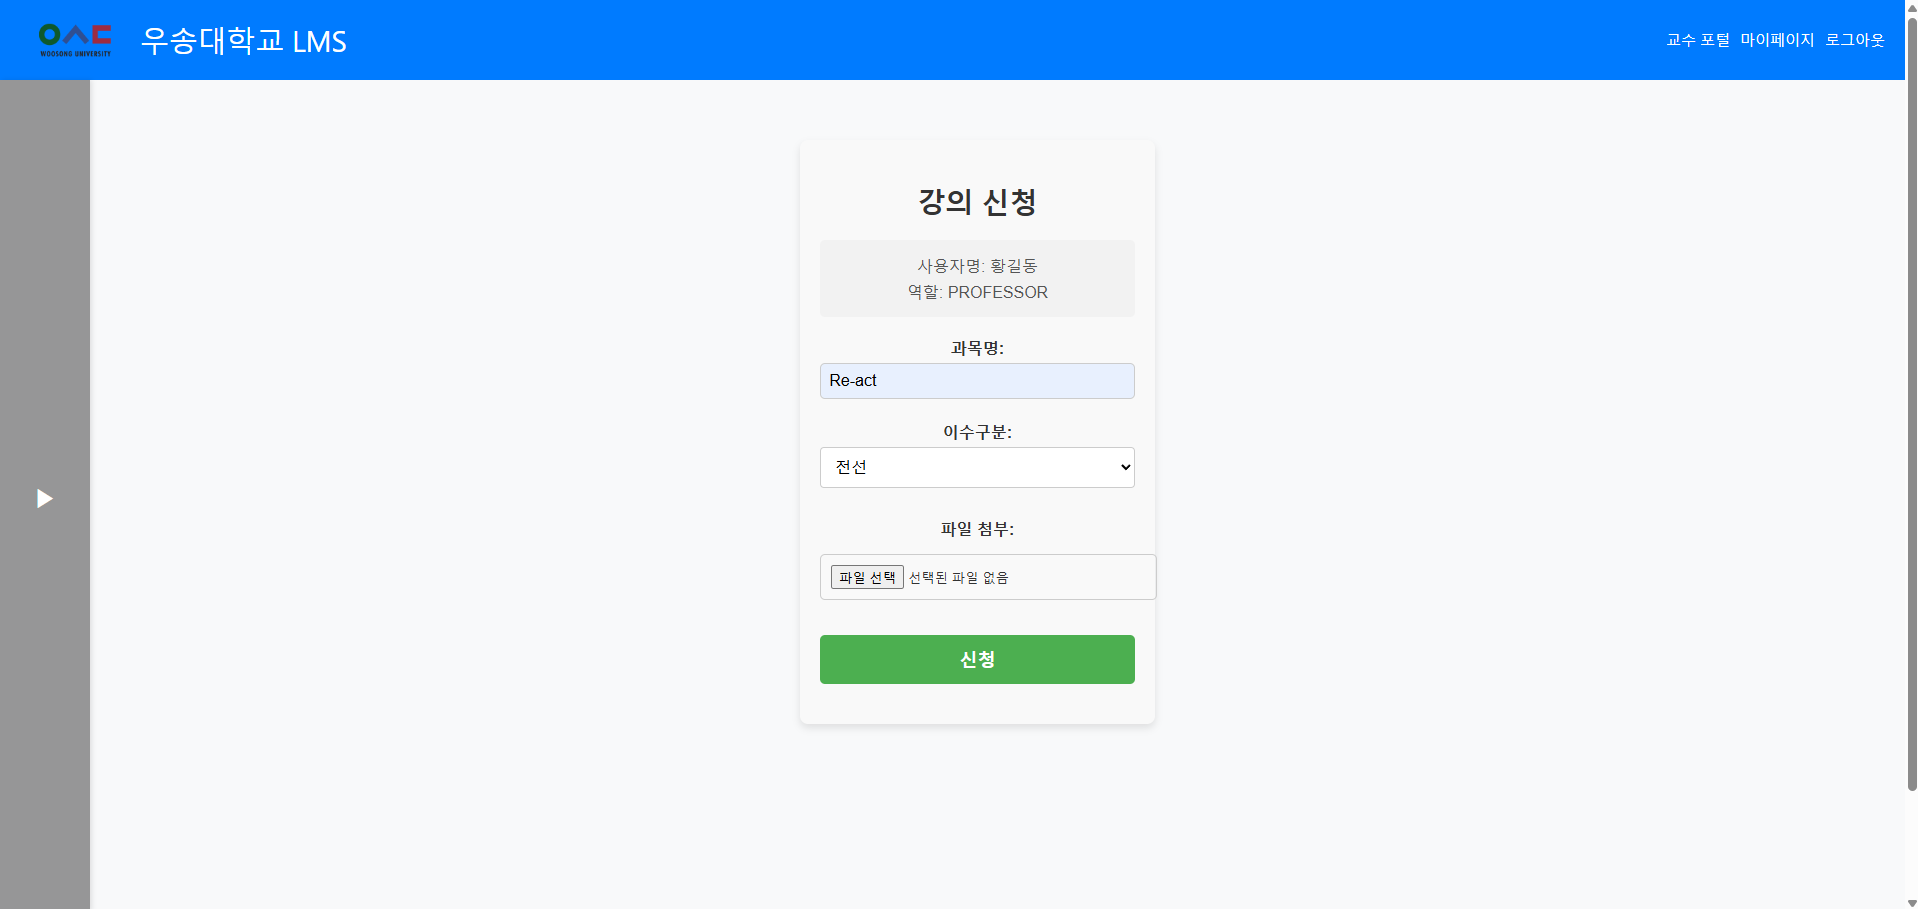 WOOSONG UNIVERSITY
우송대학교 LMS
교수 포털 마이페이지 로그아웃
강의 신청
사용자명: 황길동
역할: PROFESSOR
과목명:
Re-act
이수구분:
전선
파일 첨부:
파일 선택 선택된 파일 없음
신청